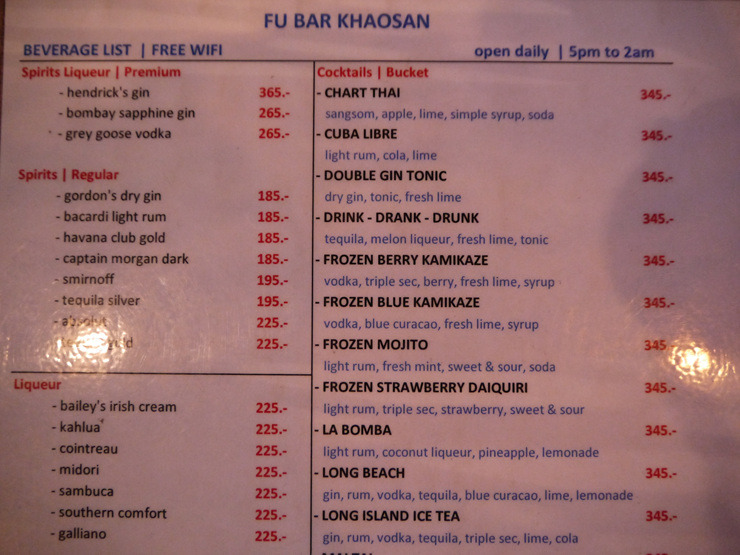 FU BAR KHAOSAN
BEVERAGE LIST | FREE WIFI
open daily | 5pm to 2am
Spirits Liqueur | Premium
- hendrick's gin 365.-
- bombay sapphine gin 265.-
- grey goose vodka 265.-
Spirits | Regular
- gordon's dry gin 185.-
- bacardi light rum 185.-
- havana club gold 185.-
- captain morgan dark 185.-
- smirnoff 195.-
- tequila silver 195.-
- absolut 225.-
225.-
Liqueur
- bailey's irish cream 225.-
- kahlua 225.-
- cointreau 225.-
- midori 225.-
- sambuca 225.-
- southern comfort 225.-
- galliano 225.-
Cocktails | Bucket
- CHART THAI 345.-
sangsom, apple, lime, simple syrup, soda
- CUBA LIBRE 345.-
light rum, cola, lime
- DOUBLE GIN TONIC 345.-
dry gin, tonic, fresh lime
- DRINK - DRANK - DRUNK 345.-
tequila, melon liqueur, fresh lime, tonic
- FROZEN BERRY KAMIKAZE 345.-
vodka, triple sec, berry, fresh lime, syrup
- FROZEN BLUE KAMIKAZE 345.-
vodka, blue curacao, fresh lime, syrup
- FROZEN MOJITO 345
light rum, fresh mint, sweet & sour, soda
- FROZEN STRAWBERRY DAIQUIRI 345.-
light rum, triple sec, strawberry, sweet & sour
- LA BOMBA 345.-
light rum, coconut liqueur, pineapple, lemonade
- LONG BEACH 345.-
gin, rum, vodka, tequila, blue curacao, lime, lemonade
- LONG ISLAND ICE TEA 345.-
gin, rum, vodka, tequila, triple sec, lime, cola